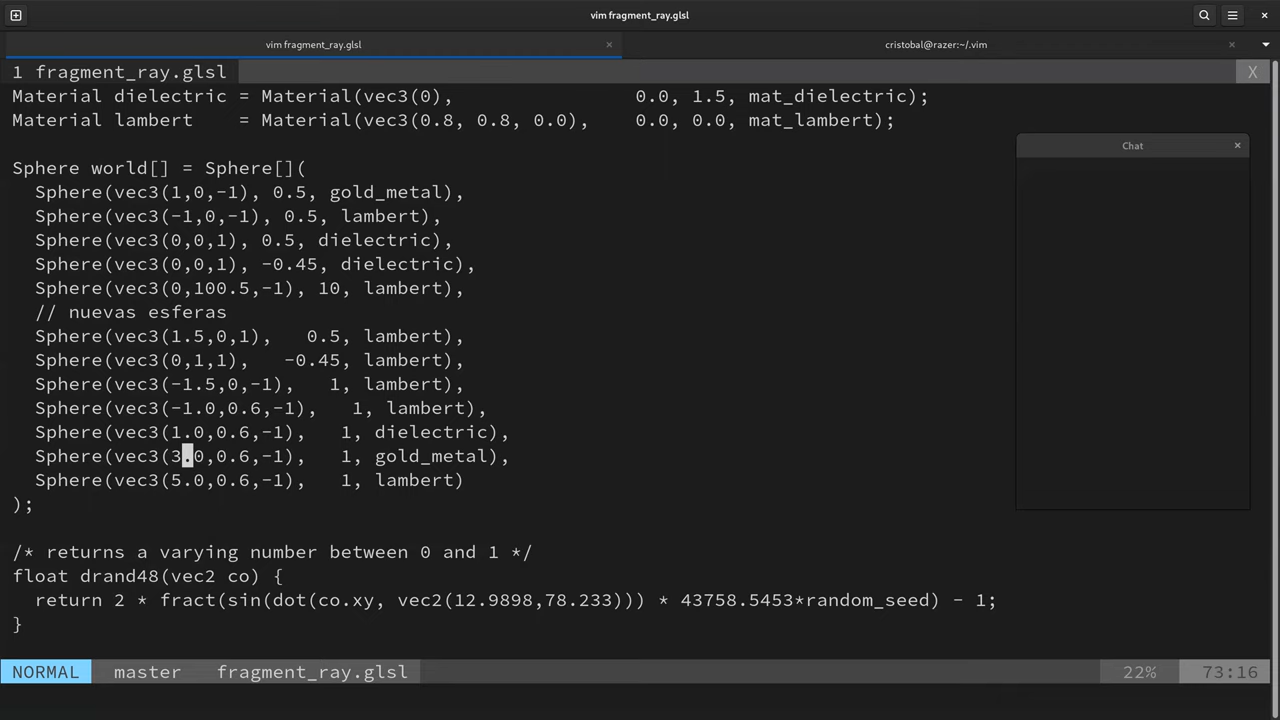 vim fragment_ray.glsl
vim fragment_ray.glsl × cristobal@razer:~/.vim ×
1 fragment_ray.glsl X
Material dielectric = Material(vec3(0), 0.0, 1.5, mat_dielectric);
Material lambert = Material(vec3(0.8, 0.8, 0.0), 0.0, 0.0, mat_lambert);
Chat ×
Sphere world[] = Sphere[](
Sphere(vec3(1,0,-1), 0.5, gold_metal),
Sphere(vec3(-1,0,-1), 0.5, lambert),
Sphere(vec3(0,0,1), 0.5, dielectric),
Sphere(vec3(0,0,1), -0.45, dielectric),
Sphere(vec3(0,100.5,-1), 10, lambert),
// nuevas esferas
Sphere(vec3(1.5,0,1), 0.5, lambert),
Sphere(vec3(0,1,1), -0.45, lambert),
Sphere(vec3(-1.5,0,-1), 1, lambert),
Sphere(vec3(-1.0,0.6,-1), 1, lambert),
Sphere(vec3(1.0,0.6,-1), 1, dielectric),
Sphere(vec3(3.0,0.6,-1), 1, gold_metal),
Sphere(vec3(5.0,0.6,-1), 1, lambert)
);
/* returns a varying number between 0 and 1 */
float drand48(vec2 co) {
return 2 * fract(sin(dot(co.xy, vec2(12.9898,78.233))) * 43758.5453*random_seed) - 1;
}
NORMAL master fragment_ray.glsl 22% 73:16